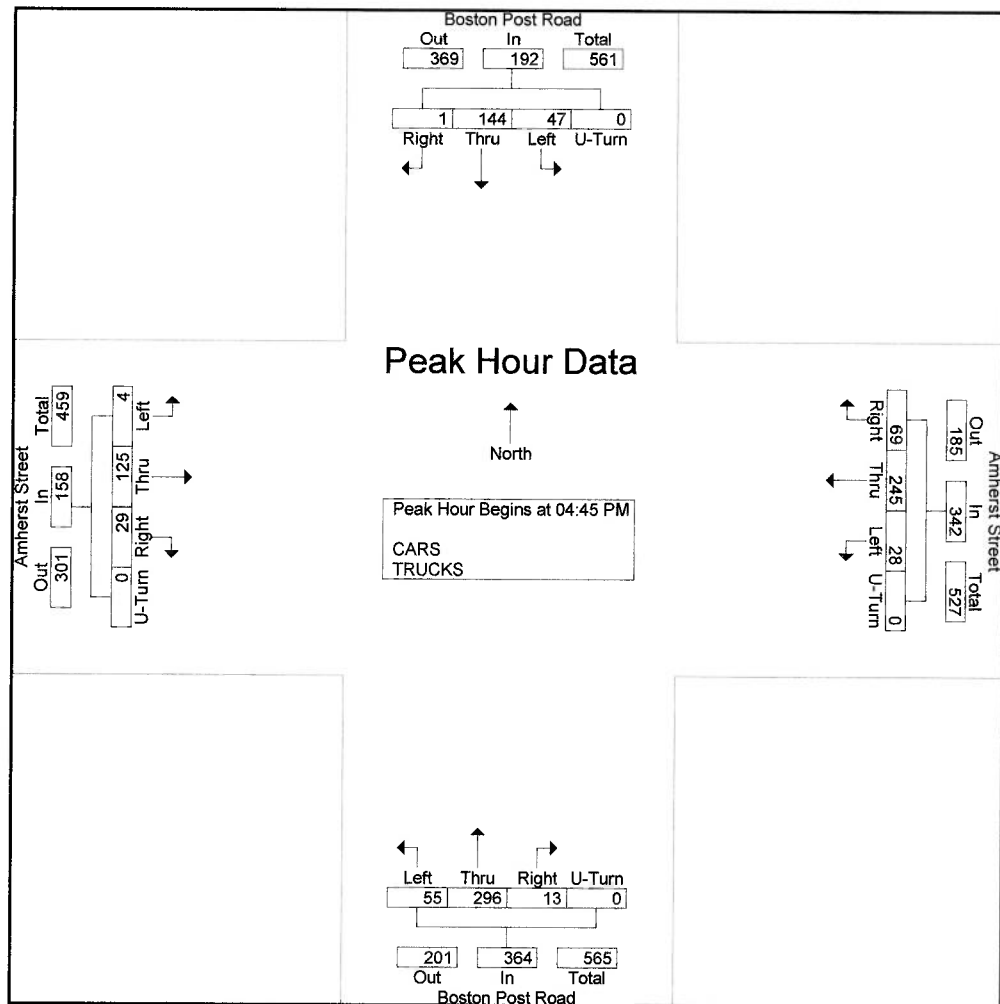 Boston Post Road
Out In Total
369 192 561
1 144 47 0
Right Thru Left U-Turn
Peak Hour Data
North
Peak Hour Begins at 04:45 PM
CARS
TRUCKS
Amherst Street
Total In Out
459 158 301
4 125 29 0
Left Thru Right U-Turn
Amherst Street
Out In Total
185 342 527
69 245 28 0
Right Thru Left U-Turn
Left Thru Right U-Turn
55 296 13 0
201 364 565
Out In Total
Boston Post Road